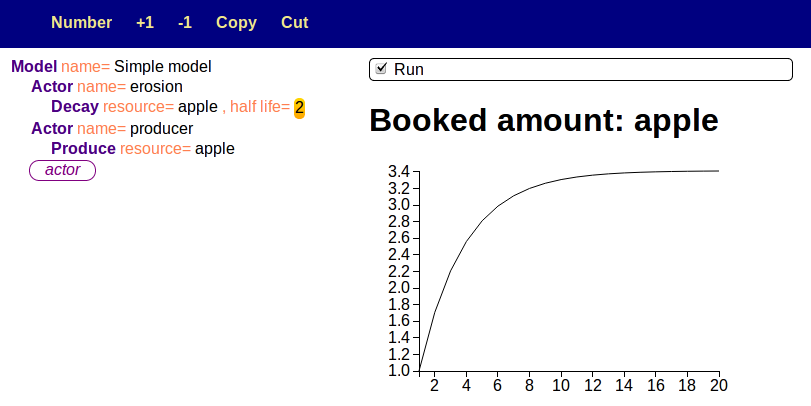 Number +1 -1 Copy Cut
Model name= Simple model
Actor name= erosion
Decay resource= apple , half life= 2
Actor name= producer
Produce resource= apple
actor
Run
Booked amount: apple
3.4
3.2
3.0
2.8
2.6
2.4
2.2
2.0
1.8
1.6
1.4
1.2
1.0
2 4 6 8 10 12 14 16 18 20